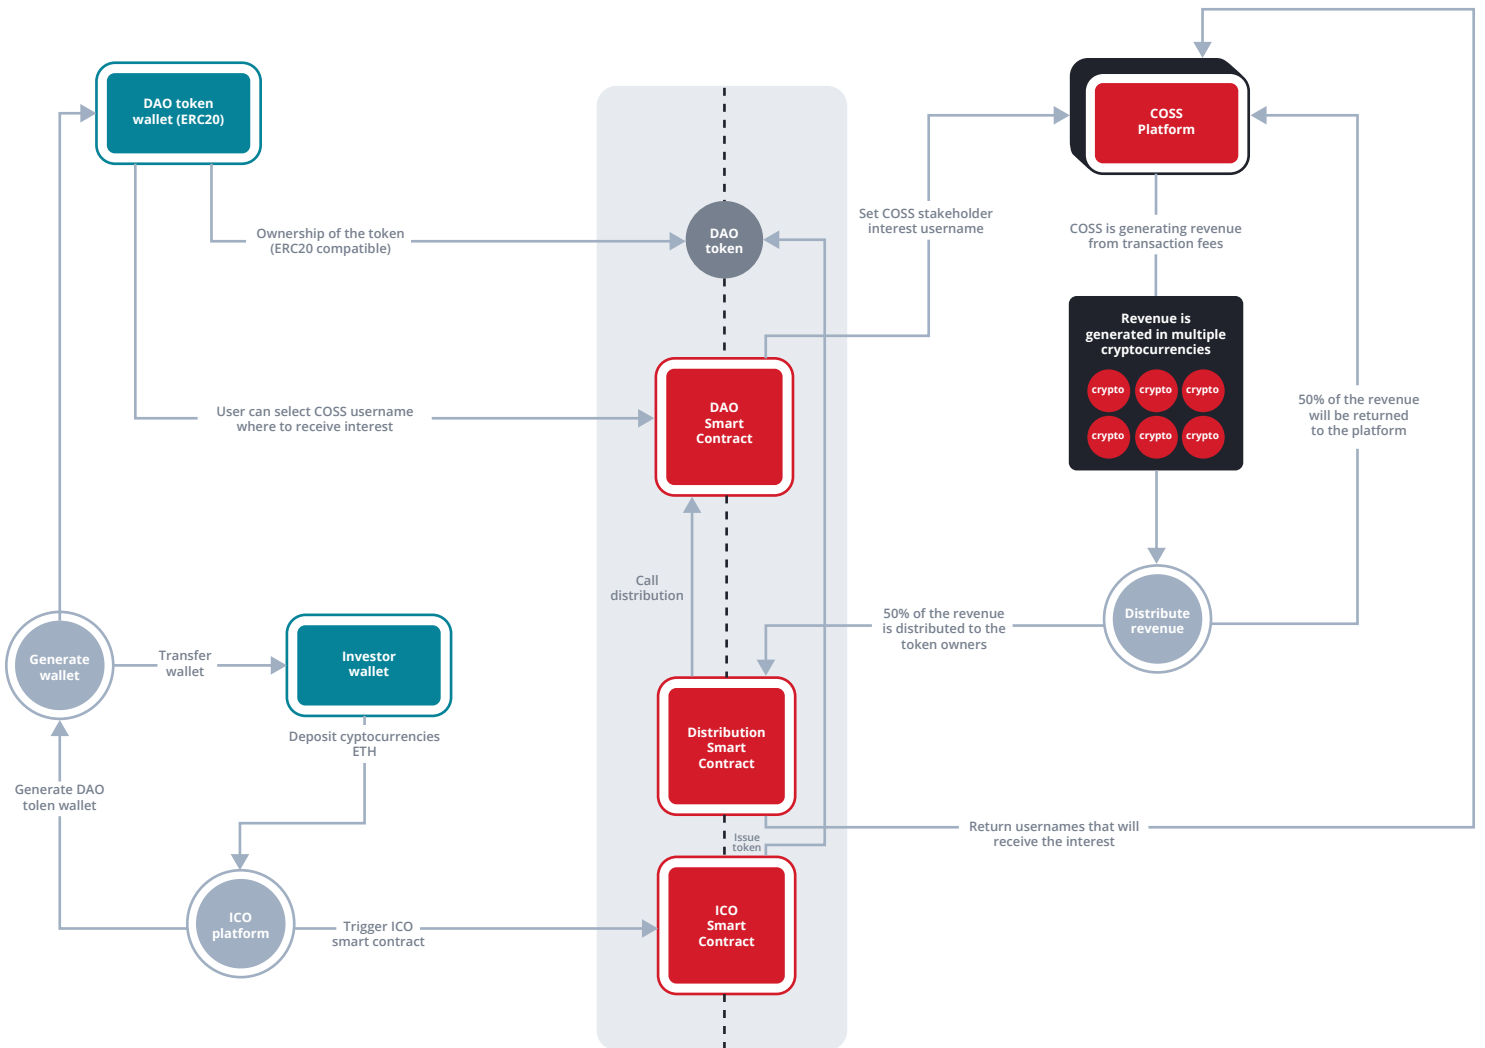 DAO token
wallet (ERC20)
Ownership of the token
(ERC20 compatible)
User can select COSS username
where to receive interest
Generate
wallet
Transfer
wallet
Investor
wallet
Deposit cyptocurrencies
ETH
Generate DAO
tolen wallet
ICO
platform
Trigger ICO
smart contract
DAO
token
DAO
Smart
Contract
Call
distribution
Distribution
Smart
Contract
Issue
token
ICO
Smart
Contract
Set COSS stakeholder
interest username
COSS
Platform
COSS is generating revenue
from transaction fees
Revenue is
generated in multiple
cryptocurrencies
crypto crypto crypto
crypto crypto crypto
50% of the revenue
will be returned
to the platform
Distribute
revenue
50% of the revenue
is distributed to the
token owners
Return usernames that will
receive the interest